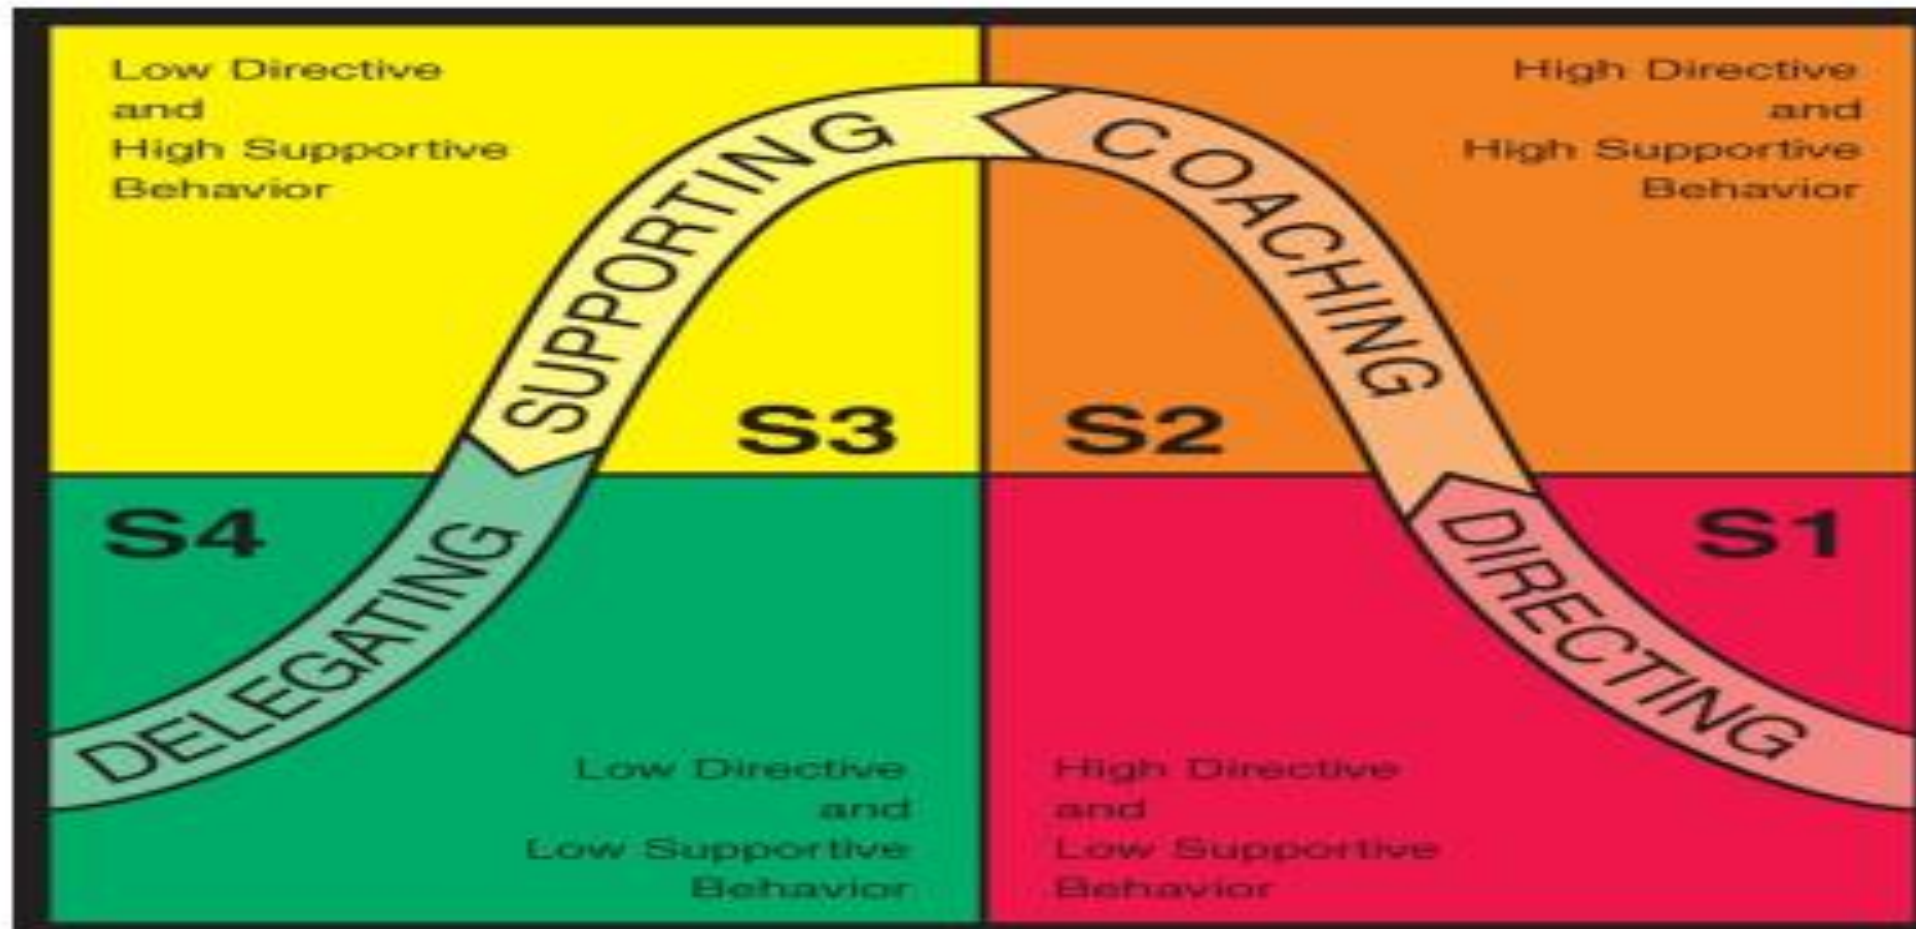 Low Directive
and
High Supportive
Behavior
High Directive
and
High Supportive
Behavior
SUPPORTING
COACHING
S3
S2
S4
S1
DELEGATING
DIRECTING
Low Directive
and
Low Supportive
Behavior
High Directive
and
Low Supportive
Behavior